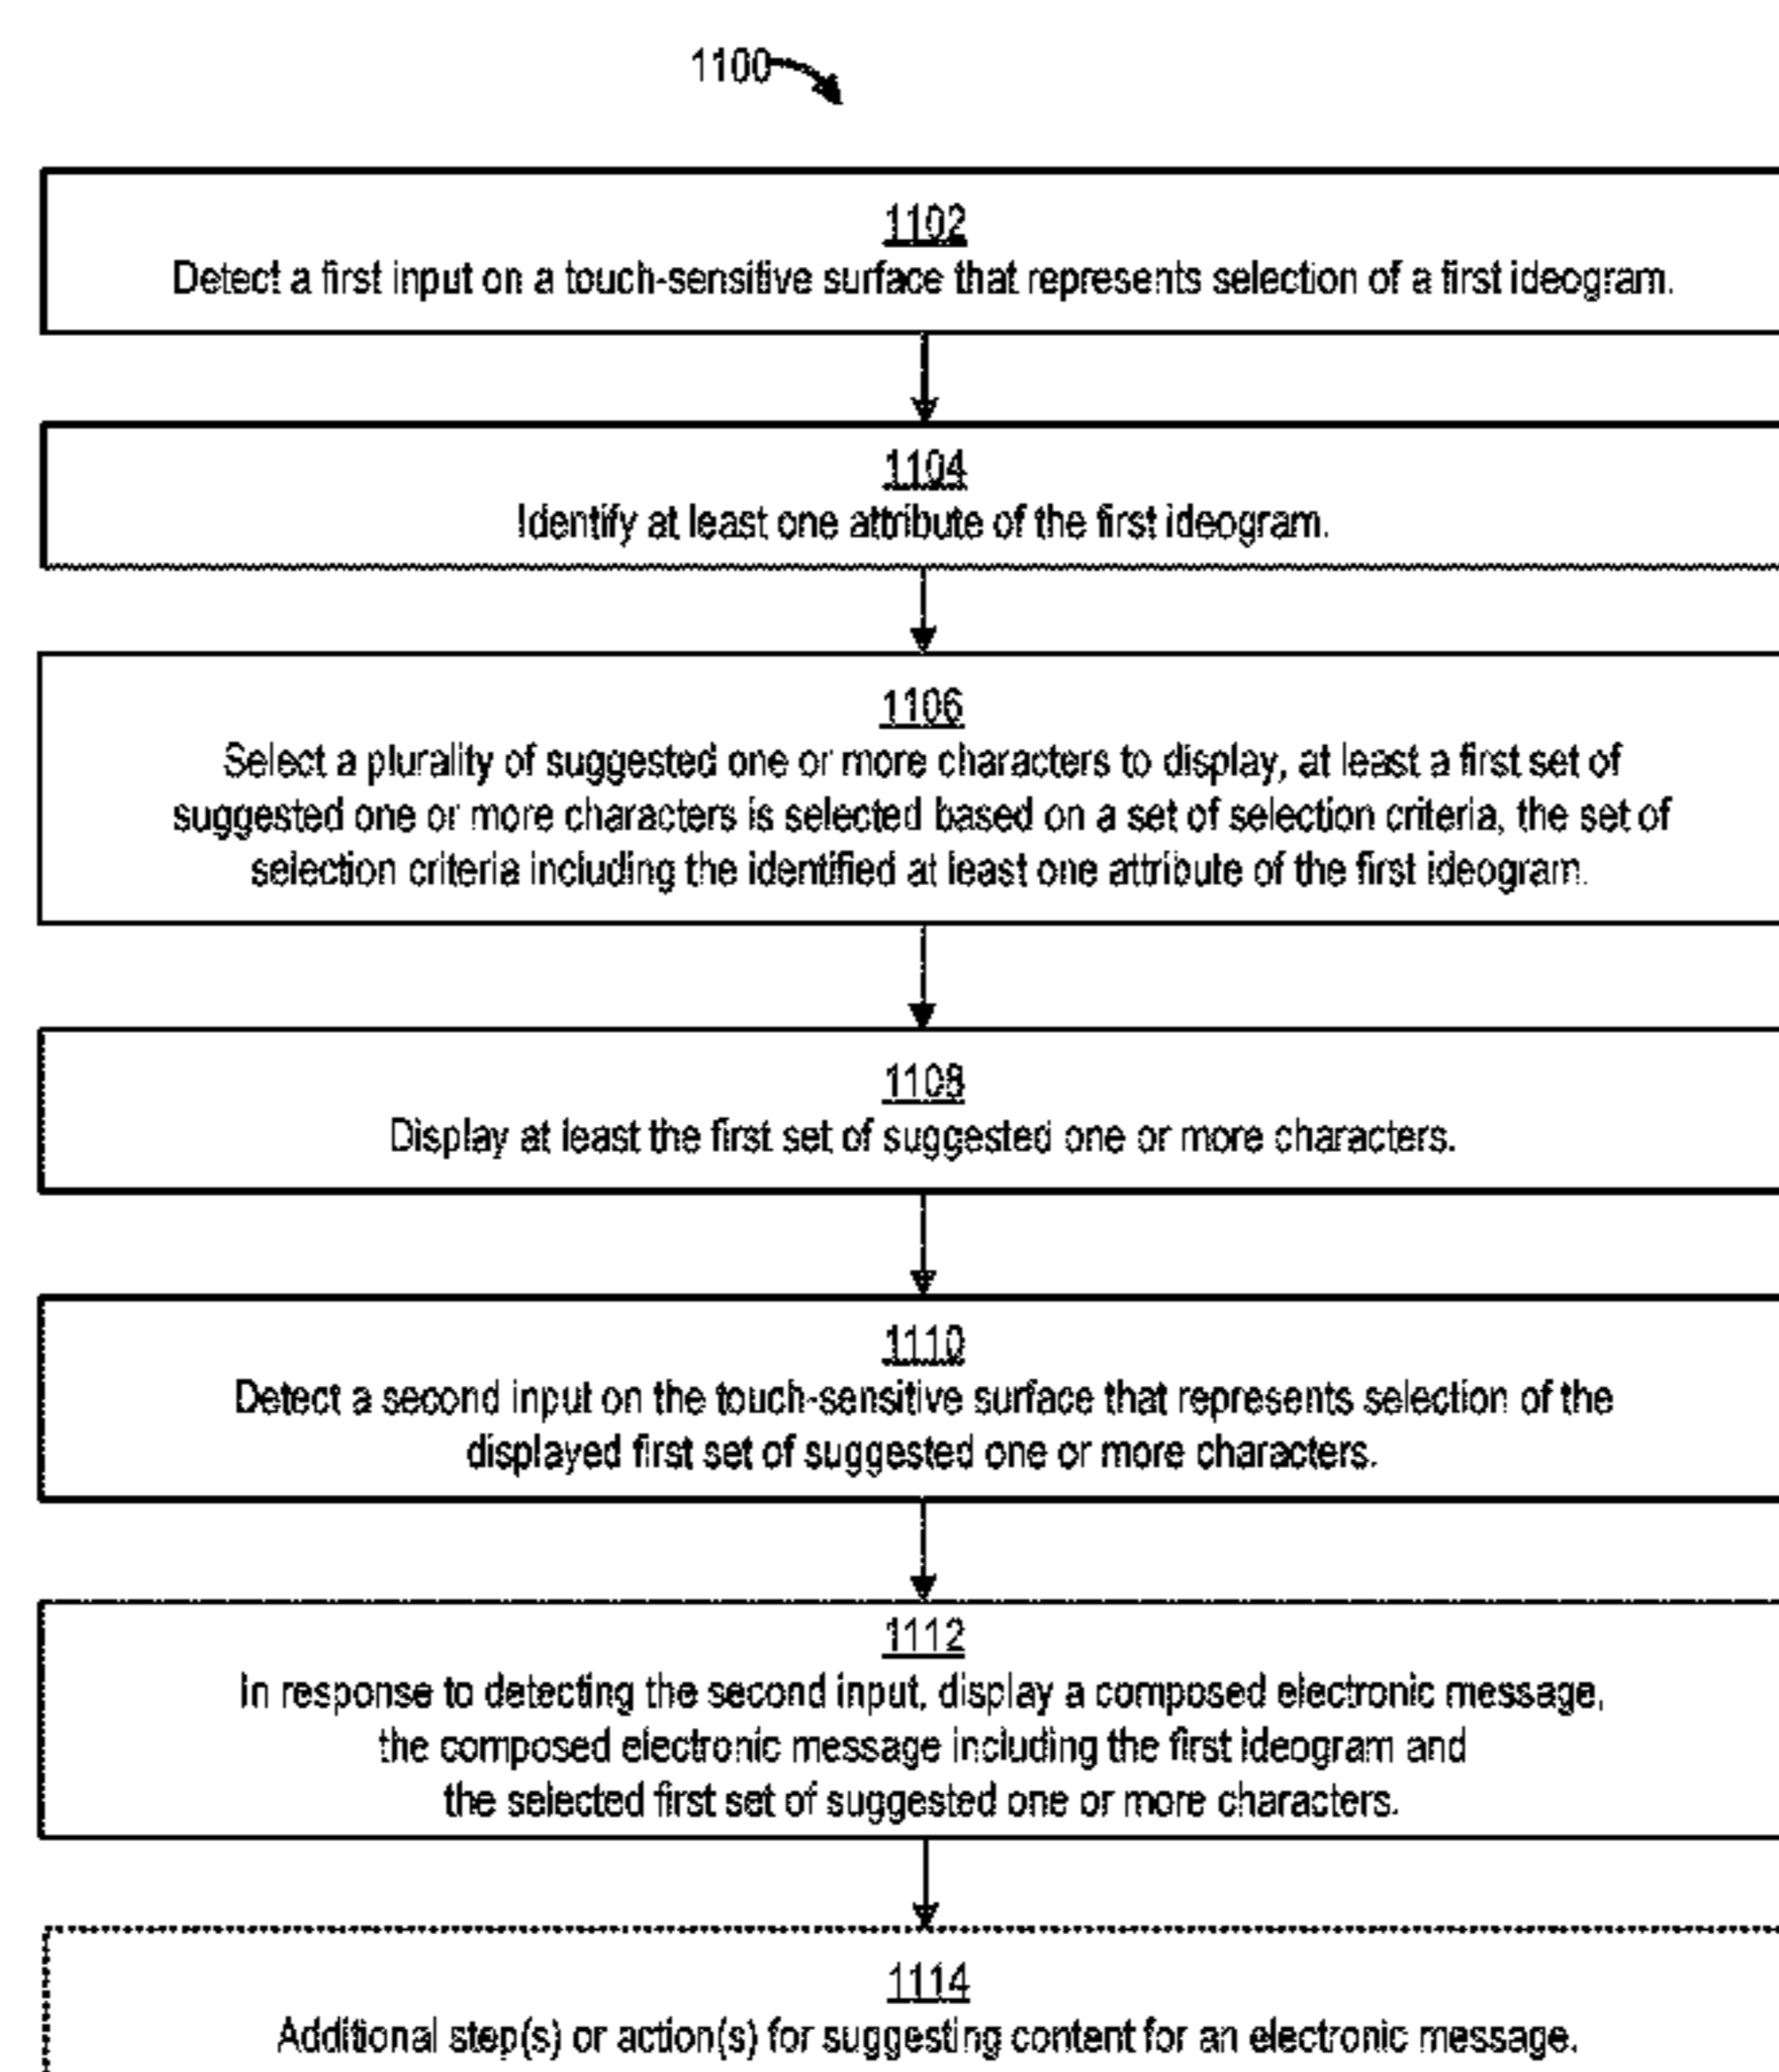 1100
1102
Detect a first input on a touch-sensitive surface that represents selection of a first ideogram.
1104
Identify at least one attribute of the first ideogram.
1106
Select a plurality of suggested one or more characters to display, at least a first set of
suggested one or more characters is selected based on a set of selection criteria, the set of
selection criteria including the identified at least one attribute of the first ideogram.
1108
Display at least the first set of suggested one or more characters.
1110
Detect a second input on the touch-sensitive surface that represents selection of the
displayed first set of suggested one or more characters.
1112
In response to detecting the second input, display a composed electronic message,
the composed electronic message including the first ideogram and
the selected first set of suggested one or more characters.
1114
Additional step(s) or action(s) for suggesting content for an electronic message.